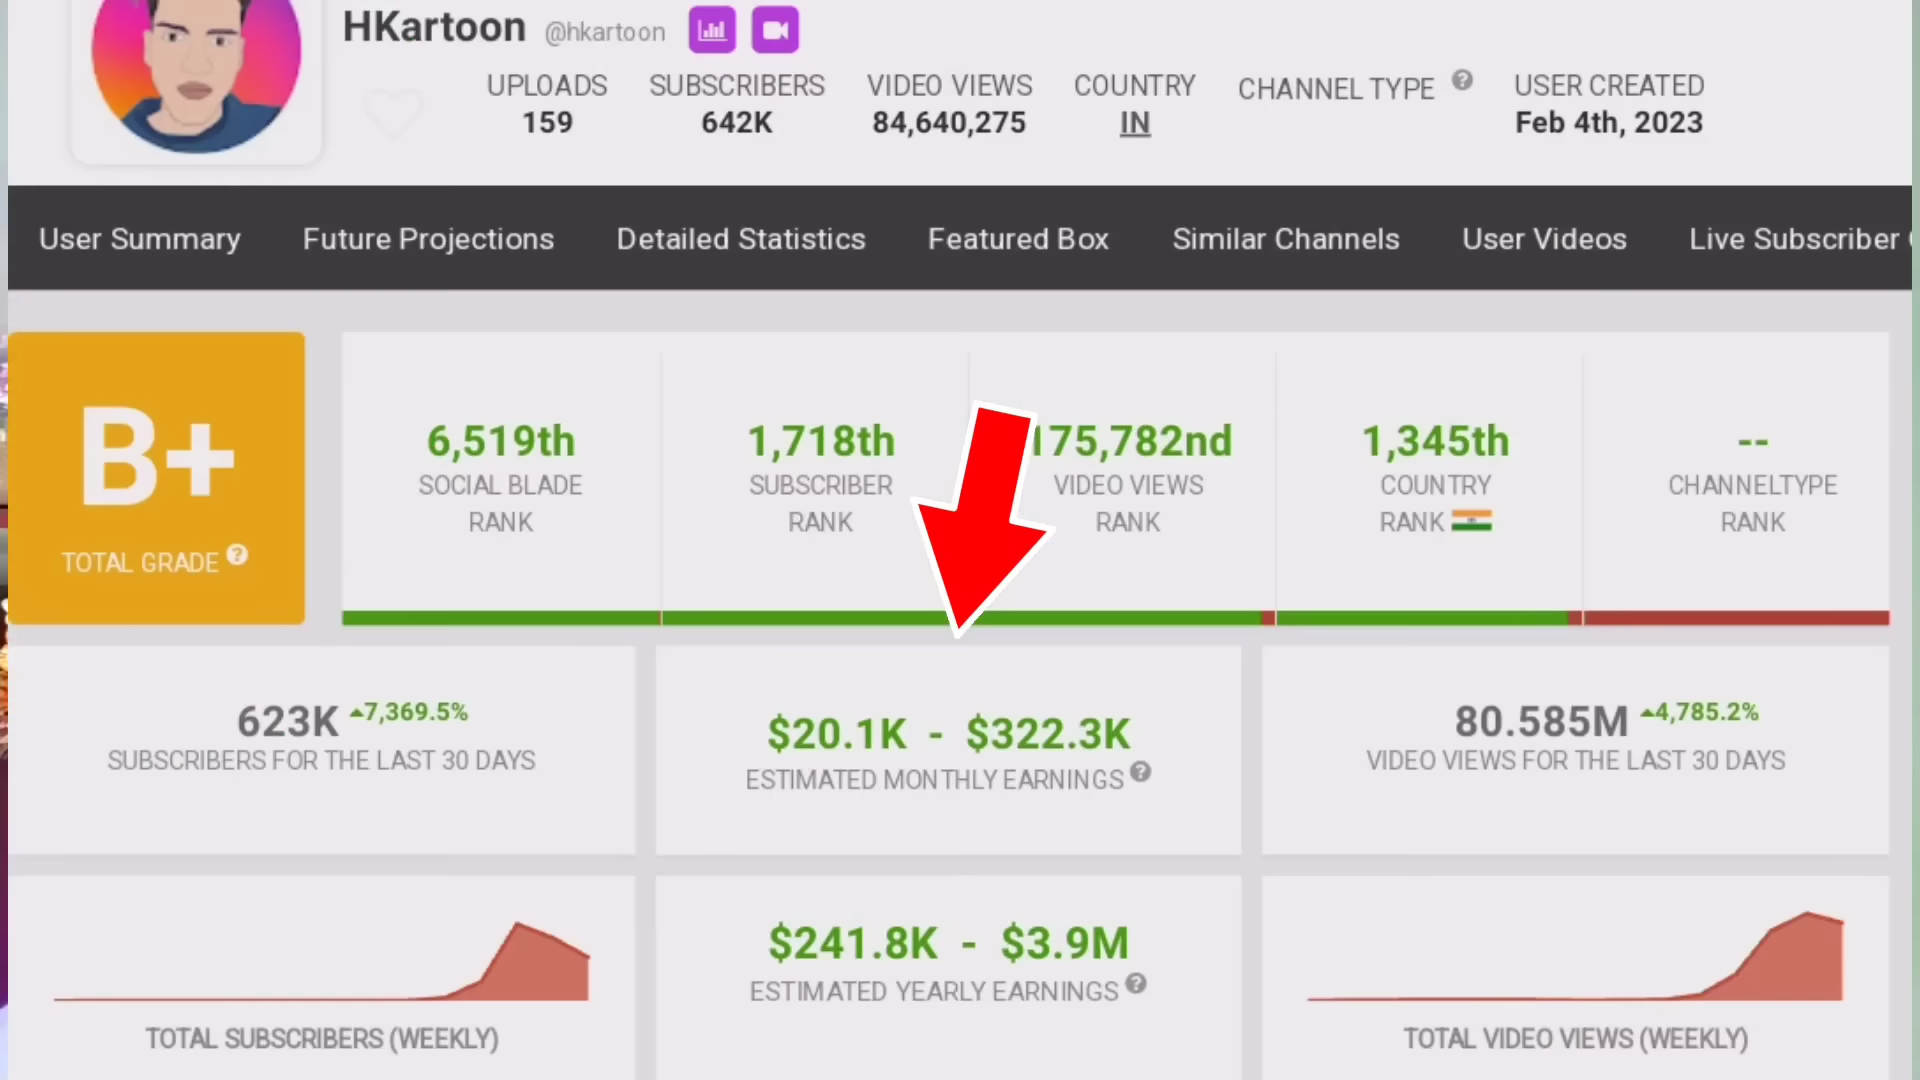 HKartoon @hkartoon
UPLOADS
159
SUBSCRIBERS
642K
VIDEO VIEWS
84,640,275
COUNTRY
IN
CHANNEL TYPE ?
USER CREATED
Feb 4th, 2023
User Summary
Future Projections
Detailed Statistics
Featured Box
Similar Channels
User Videos
Live Subscriber
B+
TOTAL GRADE ?
6,519th
SOCIAL BLADE
RANK
1,718th
SUBSCRIBER
RANK
175,782nd
VIDEO VIEWS
RANK
1,345th
COUNTRY
RANK
--
CHANNELTYPE
RANK
623K 7,369.5%
SUBSCRIBERS FOR THE LAST 30 DAYS
$20.1K - $322.3K
ESTIMATED MONTHLY EARNINGS ?
80.585M 4,785.2%
VIDEO VIEWS FOR THE LAST 30 DAYS
TOTAL SUBSCRIBERS (WEEKLY)
$241.8K - $3.9M
ESTIMATED YEARLY EARNINGS ?
TOTAL VIDEO VIEWS (WEEKLY)